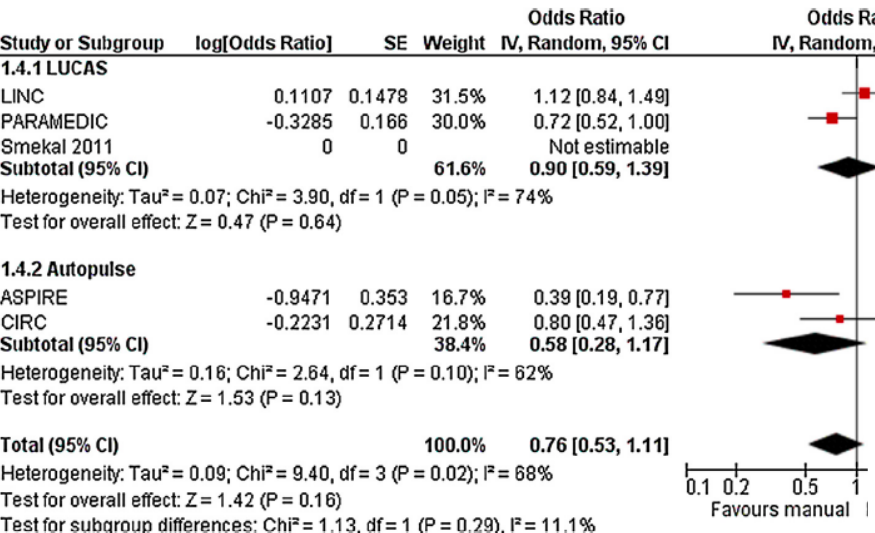 Odds Ratio Odds Ra
Study or Subgroup log[Odds Ratio] SE Weight IV, Random, 95% CI IV, Random,
1.4.1 LUCAS
LINC 0.1107 0.1478 31.5% 1.12 [0.84, 1.49]
PARAMEDIC -0.3285 0.166 30.0% 0.72 [0.52, 1.00]
Smekal 2011 0 0 Not estimable
Subtotal (95% CI) 61.6% 0.90 [0.59, 1.39]
Heterogeneity: Tau² = 0.07; Chi² = 3.90, df = 1 (P = 0.05); I² = 74%
Test for overall effect: Z = 0.47 (P = 0.64)
1.4.2 Autopulse
ASPIRE -0.9471 0.353 16.7% 0.39 [0.19, 0.77]
CIRC -0.2231 0.2714 21.8% 0.80 [0.47, 1.36]
Subtotal (95% CI) 38.4% 0.58 [0.28, 1.17]
Heterogeneity: Tau² = 0.16; Chi² = 2.64, df = 1 (P = 0.10); I² = 62%
Test for overall effect: Z = 1.53 (P = 0.13)
Total (95% CI) 100.0% 0.76 [0.53, 1.11]
Heterogeneity: Tau² = 0.09; Chi² = 9.40, df = 3 (P = 0.02); I² = 68%
0.1 0.2 0.5 1
Test for overall effect: Z = 1.42 (P = 0.16)
Favours manual
Test for subgroup differences: Chi² = 1.13, df = 1 (P = 0.29), I² = 11.1%